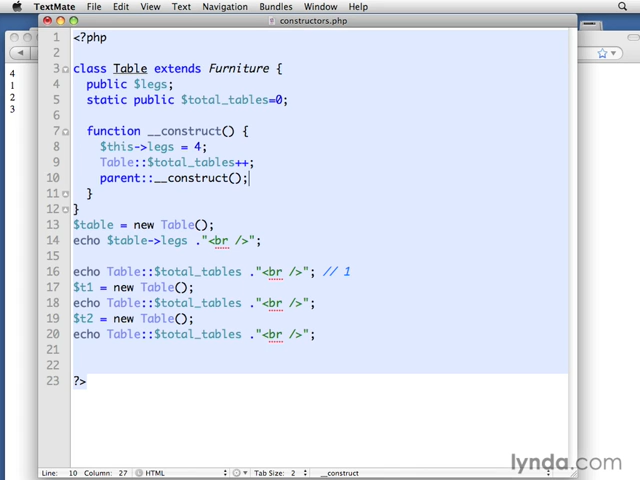 TextMate File Edit View Text Navigation Bundles Window Help
constructors.php
4
1
2
3
1 <?php
2
3 class Table extends Furniture {
4 public $legs;
5 static public $total_tables=0;
6
7 function __construct() {
8 $this->legs = 4;
9 Table::$total_tables++;
10 parent::__construct();
11 }
12 }
13 $table = new Table();
14 echo $table->legs ."<br />";
15
16 echo Table::$total_tables ."<br />"; // 1
17 $t1 = new Table();
18 echo Table::$total_tables ."<br />";
19 $t2 = new Table();
20 echo Table::$total_tables ."<br />";
21
22
23 ?>
Line: 10 Column: 27 HTML Tab Size: 2 __construct
lynda.com